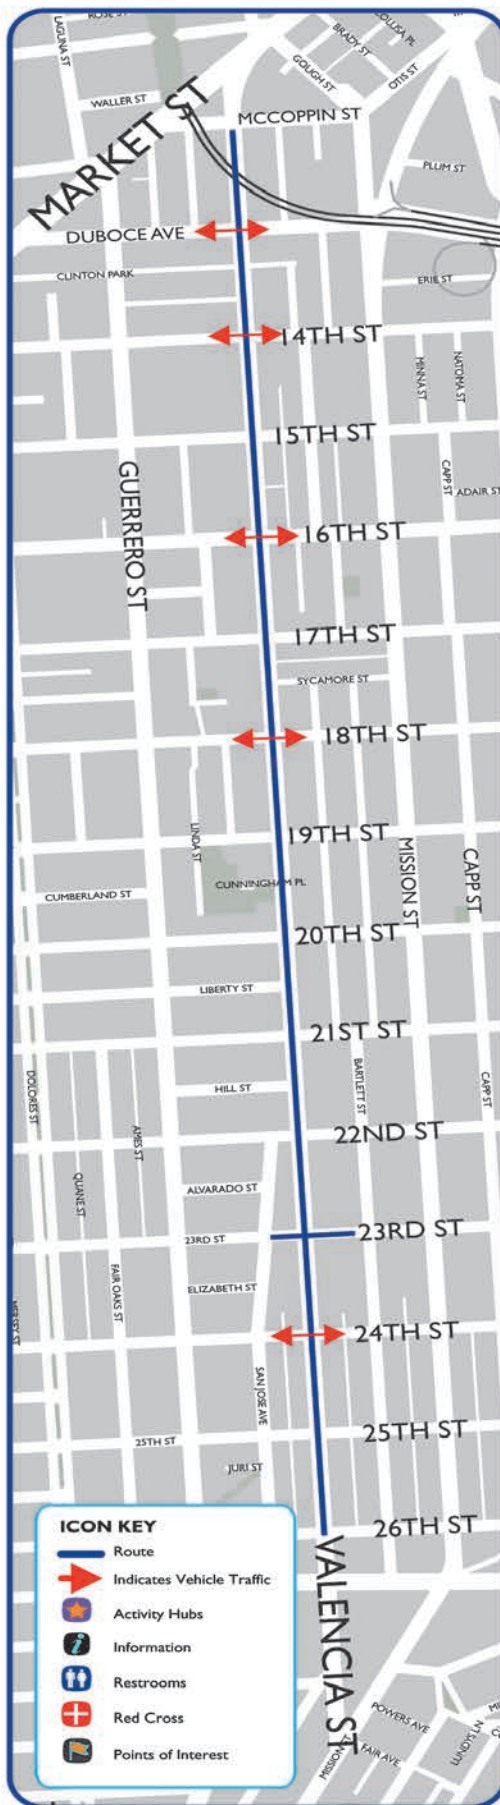 ROSE ST
LAGUNA ST
COLUSA PL
BRADY ST
GOUGH ST
OTIS ST
WALLER ST
MARKET ST
MCCOPPIN ST
PLUM ST
DUBOCE AVE
CLINTON PARK
ERIE ST
14TH ST
MINNA ST
NATOMA ST
15TH ST
GUERRERO ST
CAPP ST
ADAIR ST
16TH ST
17TH ST
SYCAMORE ST
18TH ST
LINDA ST
19TH ST
MISSION ST
CAPP ST
CUNNINGHAM PL
CUMBERLAND ST
20TH ST
LIBERTY ST
21ST ST
DOLORES ST
HILL ST
BARTLETT ST
CAPP ST
AMES ST
22ND ST
QUANE ST
ALVARADO ST
23RD ST
23RD ST
FAIR OAKS ST
ELIZABETH ST
MERSEY ST
24TH ST
SAN JOSE AVE
25TH ST
25TH ST
JURI ST
26TH ST
VALENCIA ST
ICON KEY
Route
Indicates Vehicle Traffic
Activity Hubs
Information
Restrooms
Red Cross
Points of Interest
POWERS AVE
FAIR AVE
LUNDYS LN
MISSION